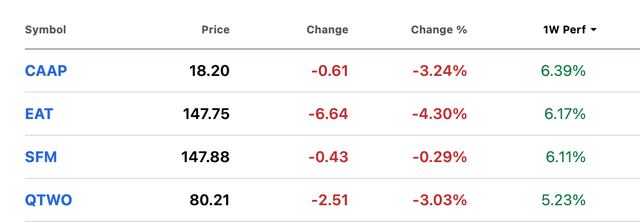 Symbol Price Change Change % 1W Perf
CAAP 18.20 -0.61 -3.24% 6.39%
EAT 147.75 -6.64 -4.30% 6.17%
SFM 147.88 -0.43 -0.29% 6.11%
QTWO 80.21 -2.51 -3.03% 5.23%